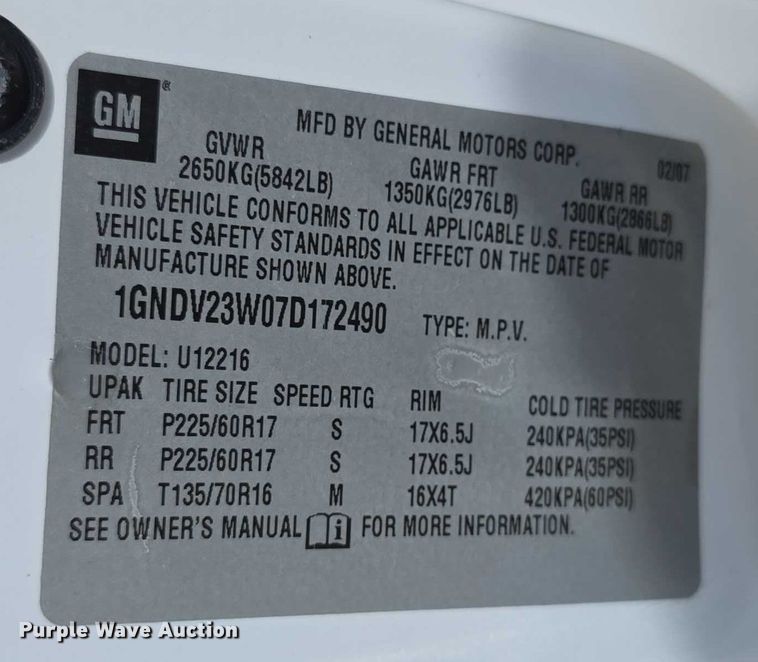 GM®
MFD BY GENERAL MOTORS CORP. 02/07
GVWR GAWR FRT GAWR RR
2650KG(5842LB) 1350KG(2976LB) 1300KG(2866LB)
THIS VEHICLE CONFORMS TO ALL APPLICABLE U.S. FEDERAL MOTOR
VEHICLE SAFETY STANDARDS IN EFFECT ON THE DATE OF
MANUFACTURE SHOWN ABOVE.
1GNDV23W07D172490 TYPE: M.P.V.
MODEL: U12216
UPAK TIRE SIZE SPEED RTG RIM COLD TIRE PRESSURE
FRT P225/60R17 S 17X6.5J 240KPA(35PSI)
RR P225/60R17 S 17X6.5J 240KPA(35PSI)
SPA T135/70R16 M 16X4T 420KPA(60PSI)
SEE OWNER'S MANUAL i FOR MORE INFORMATION.
Purple Wave Auction